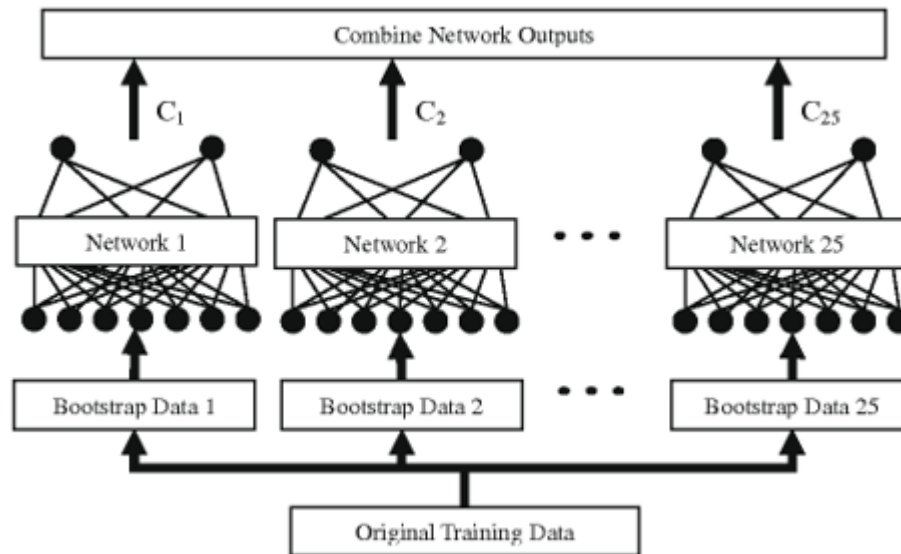 Combine Network Outputs
C₁ C₂ C₂₅
Network 1 Network 2 Network 25
Bootstrap Data 1 Bootstrap Data 2 Bootstrap Data 25
Original Training Data